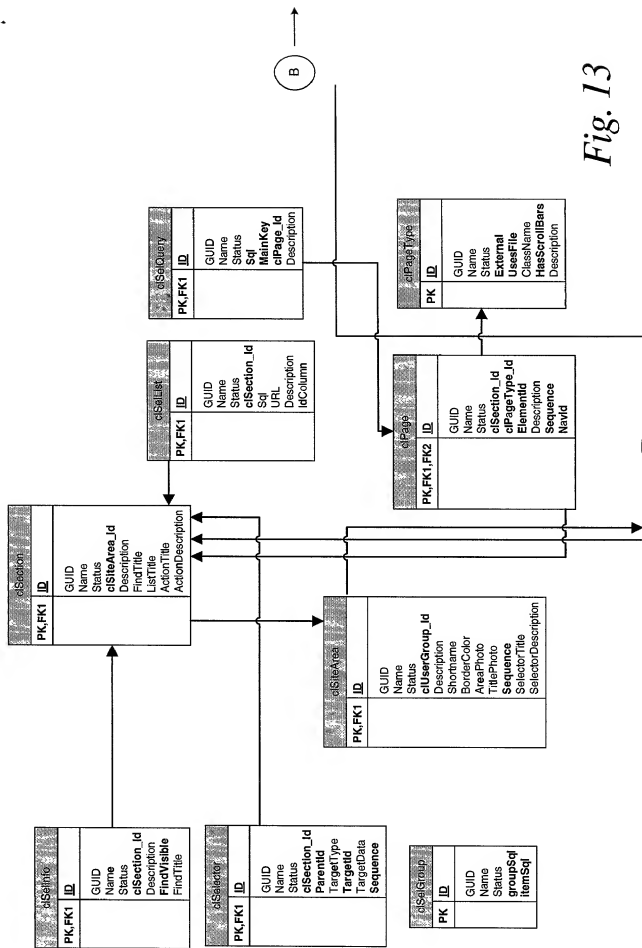 clSelInfo
PK,FK1 ID
GUID
Name
Status
clSection_Id
Description
FindVisible
FindTitle
clSelector
PK,FK1 ID
GUID
Name
Status
clSection_Id
ParentId
TargetType
TargetId
TargetData
Sequence
clSelGroup
PK ID
GUID
Name
Status
groupSql
itemSql
clSection
PK,FK1 ID
GUID
Name
Status
clSiteArea_Id
Description
FindTitle
ListTitle
ActionTitle
ActionDescription
clSiteArea
PK,FK1 ID
GUID
Name
Status
clUserGroup_Id
Description
Shortname
BorderColor
AreaPhoto
TitlePhoto
Sequence
SelectorTitle
SelectorDescription
clSelList
PK,FK1 ID
GUID
Name
Status
clSection_Id
Sql
URL
Description
IdColumn
clSelQuery
PK,FK1 ID
GUID
Name
Status
Sql
MainKey
clPage_Id
Description
clPage
PK,FK1,FK2 ID
GUID
Name
Status
clSection_Id
clPageType_Id
ElementId
Description
Sequence
NavId
clPageType
PK ID
GUID
Name
Status
External
UsesFile
ClassName
HasScrollBars
Description
B
Fig. 13